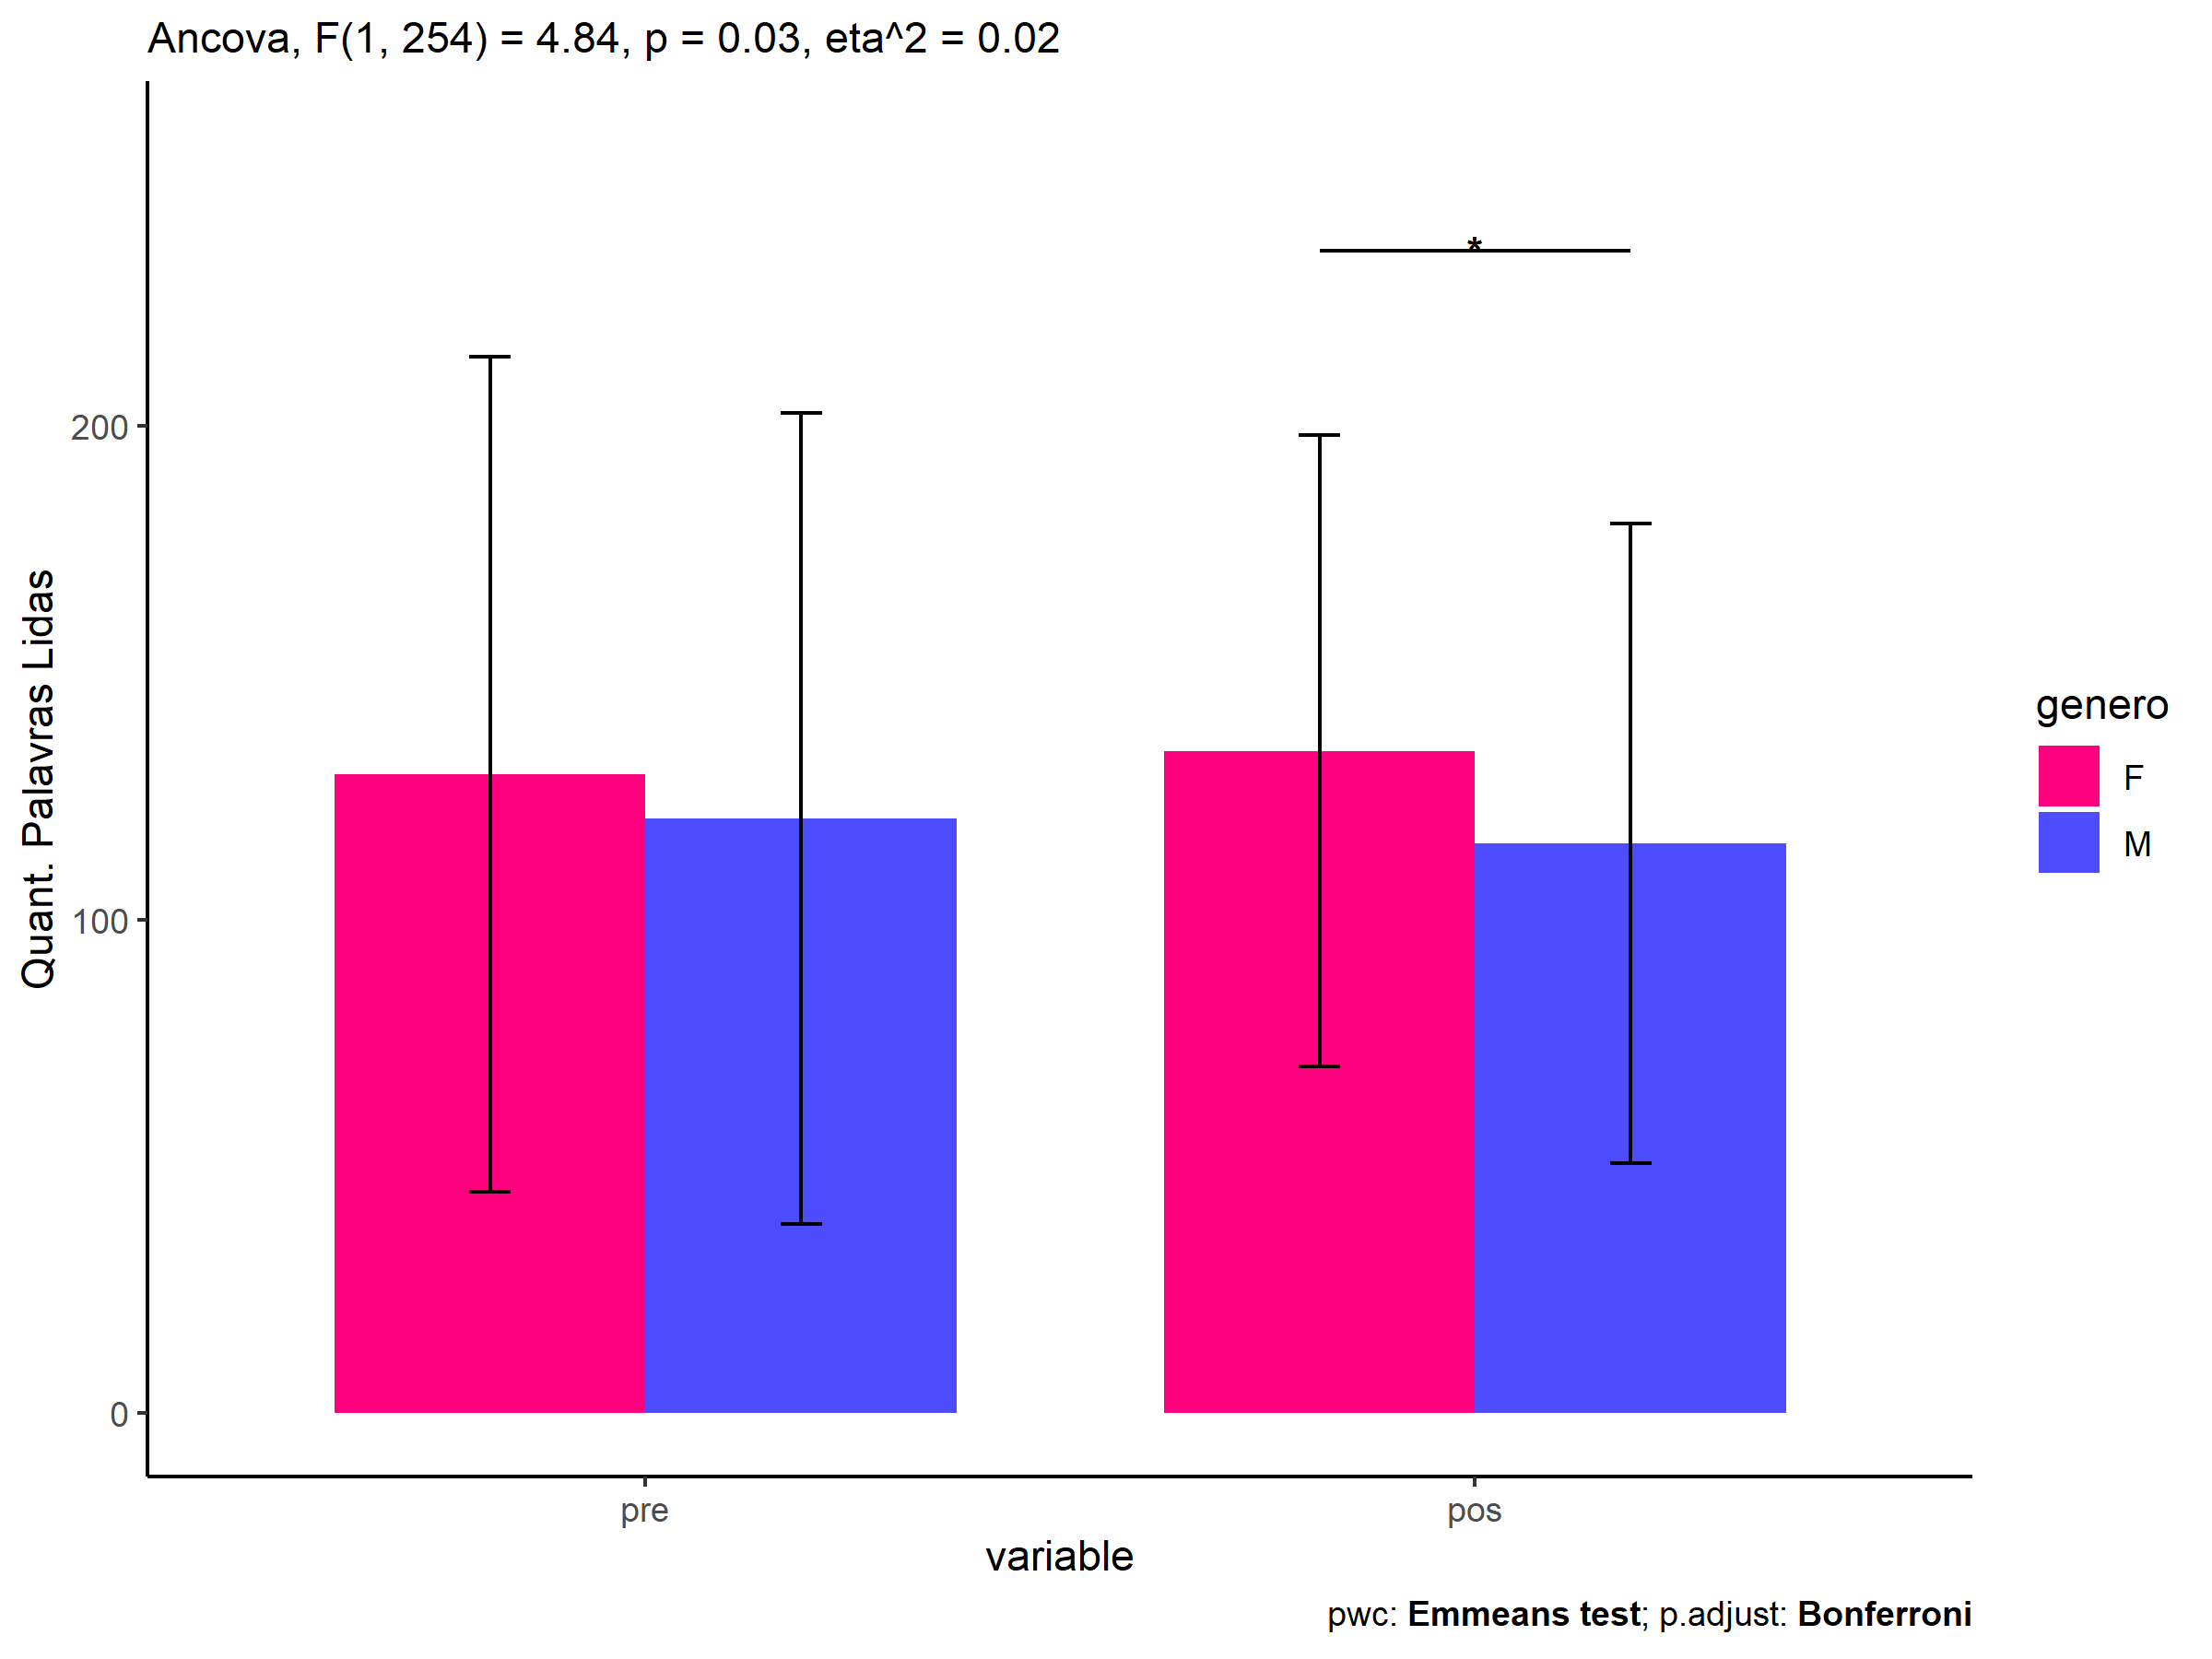 Ancova, F(1, 254) = 4.84, p = 0.03, eta^2 = 0.02
*
Quant. Palavras Lidas
200
100
0
pre
pos
variable
genero
F
M
pwc: Emmeans test; p.adjust: Bonferroni